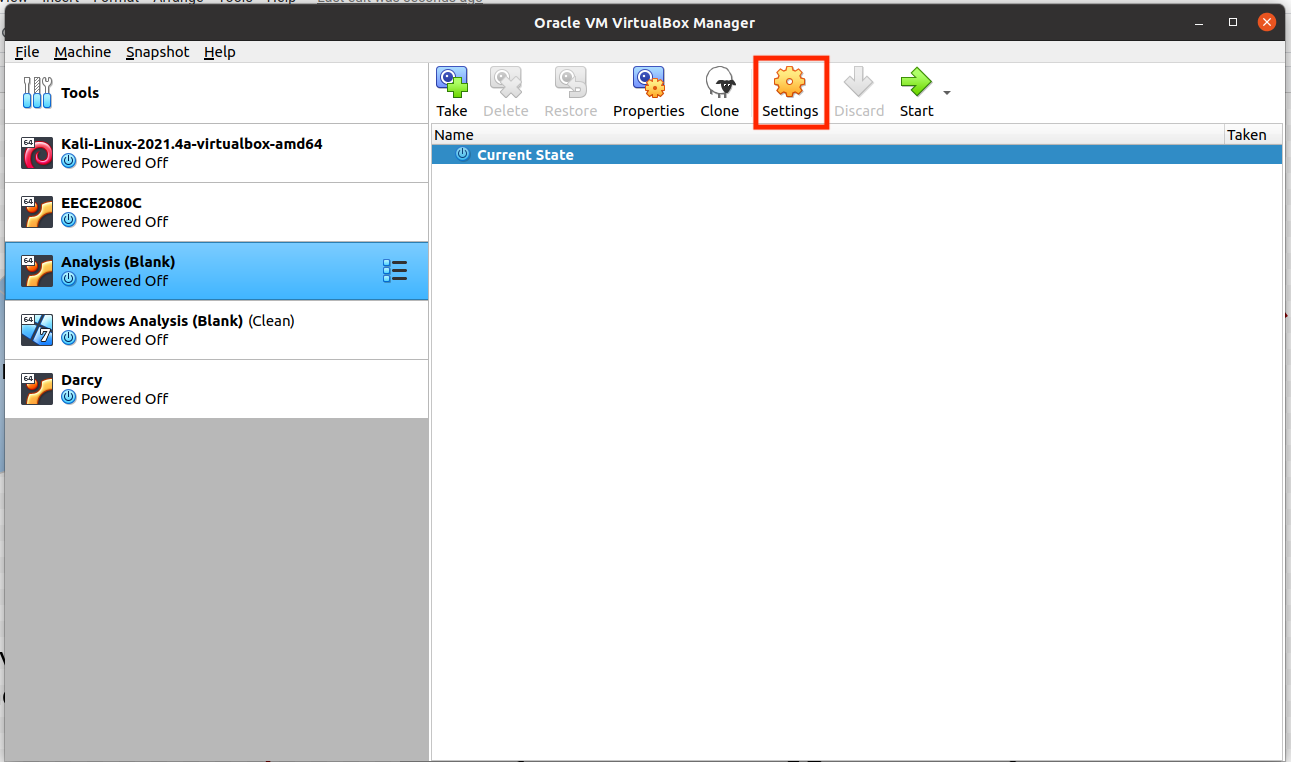 View Insert Format Arrange Tools Help Last edit was seconds ago
Oracle VM VirtualBox Manager
File Machine Snapshot Help
Tools
Take Delete Restore Properties Clone Settings Discard Start
Name Taken
Current State
64
Kali-Linux-2021.4a-virtualbox-amd64
Powered Off
64
EECE2080C
Powered Off
64
Analysis (Blank)
Powered Off
64
7
Windows Analysis (Blank) (Clean)
Powered Off
64
Darcy
Powered Off